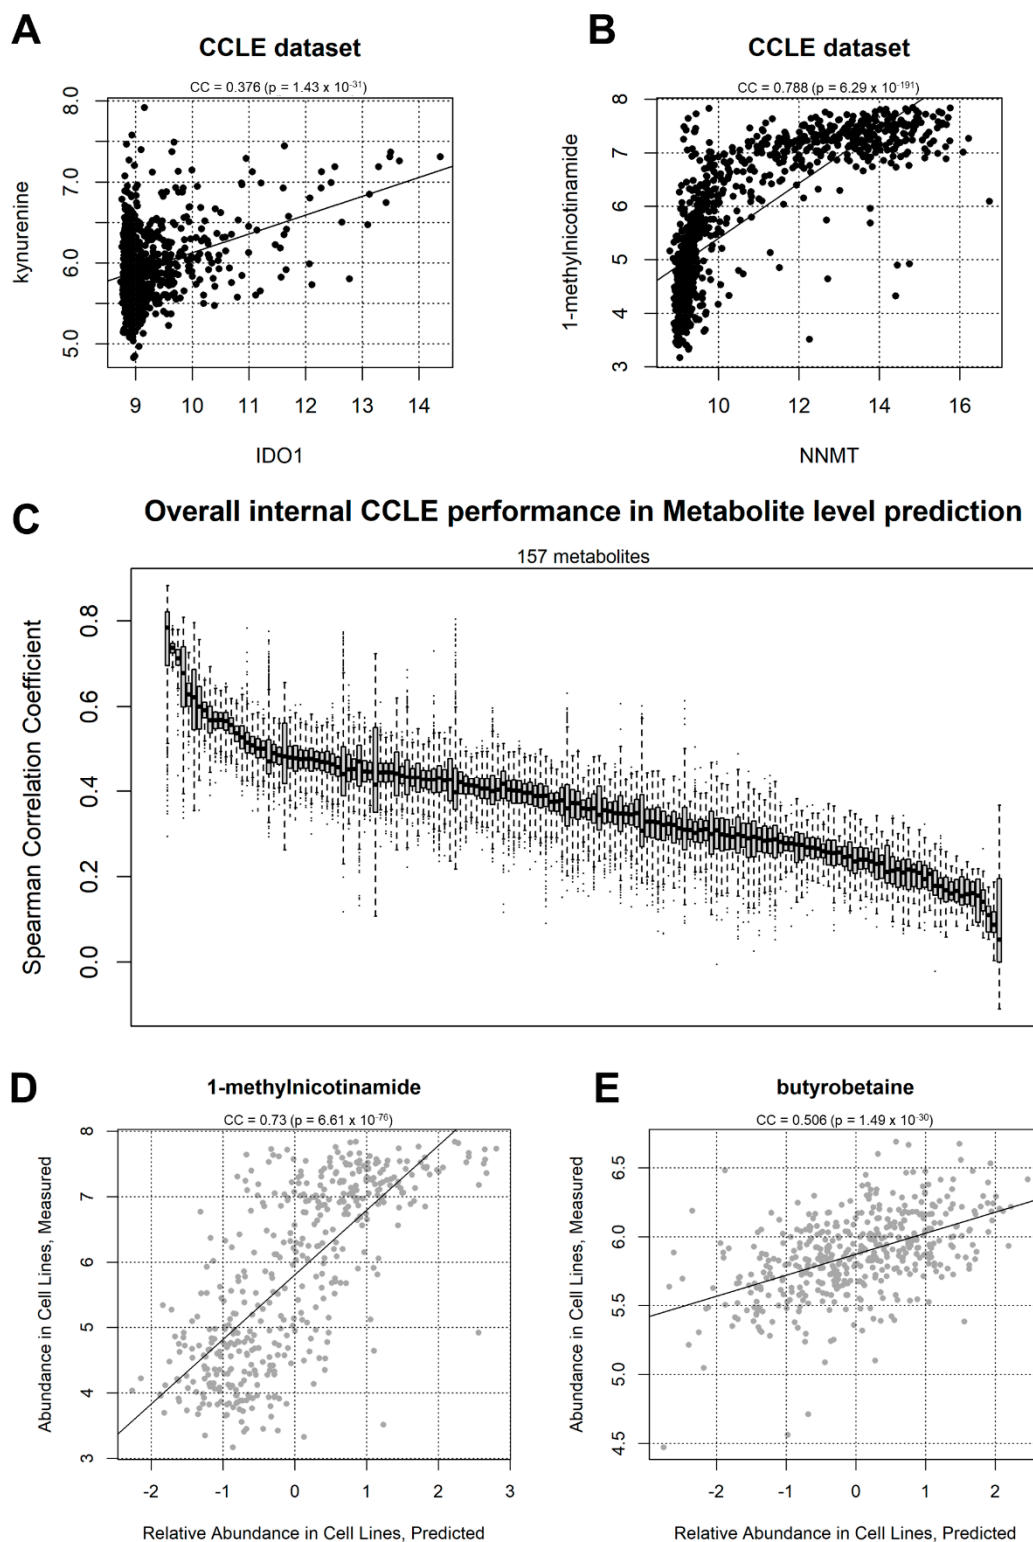 A
CCLE dataset
CC = 0.376 (p = 1.43 x 10^-31)
kynurenine
8.0
7.0
6.0
5.0
9 10 11 12 13 14
IDO1
B
CCLE dataset
CC = 0.788 (p = 6.29 x 10^-191)
1-methylnicotinamide
8
7
6
5
4
3
10 12 14 16
NNMT
C
Overall internal CCLE performance in Metabolite level prediction
157 metabolites
Spearman Correlation Coefficient
0.8
0.6
0.4
0.2
0.0
D
1-methylnicotinamide
CC = 0.73 (p = 6.61 x 10^-76)
Abundance in Cell Lines, Measured
8
7
6
5
4
3
-2 -1 0 1 2 3
Relative Abundance in Cell Lines, Predicted
E
butyrobetaine
CC = 0.506 (p = 1.49 x 10^-30)
Abundance in Cell Lines, Measured
6.5
6.0
5.5
5.0
4.5
-2 -1 0 1 2
Relative Abundance in Cell Lines, Predicted